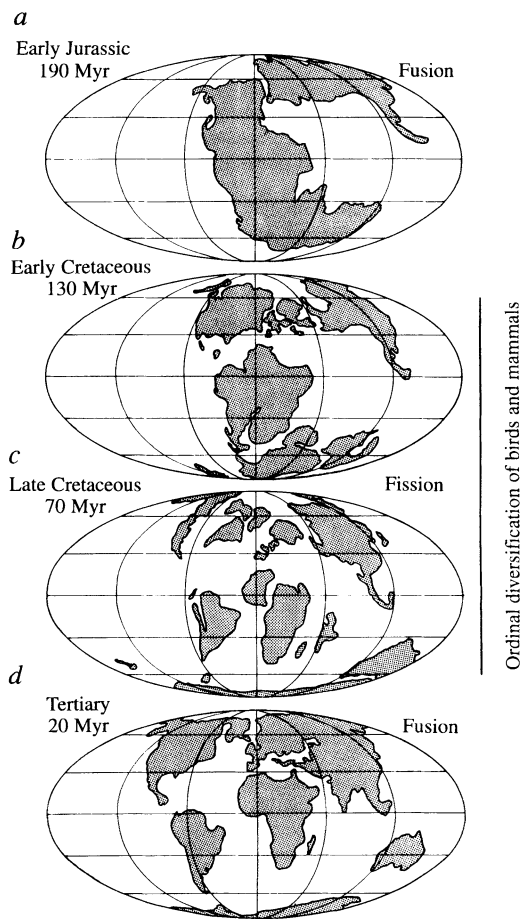 a
Early Jurassic
190 Myr
Fusion
b
Early Cretaceous
130 Myr
c
Late Cretaceous
70 Myr
Fission
d
Tertiary
20 Myr
Fusion
Ordinal diversification of birds and mammals